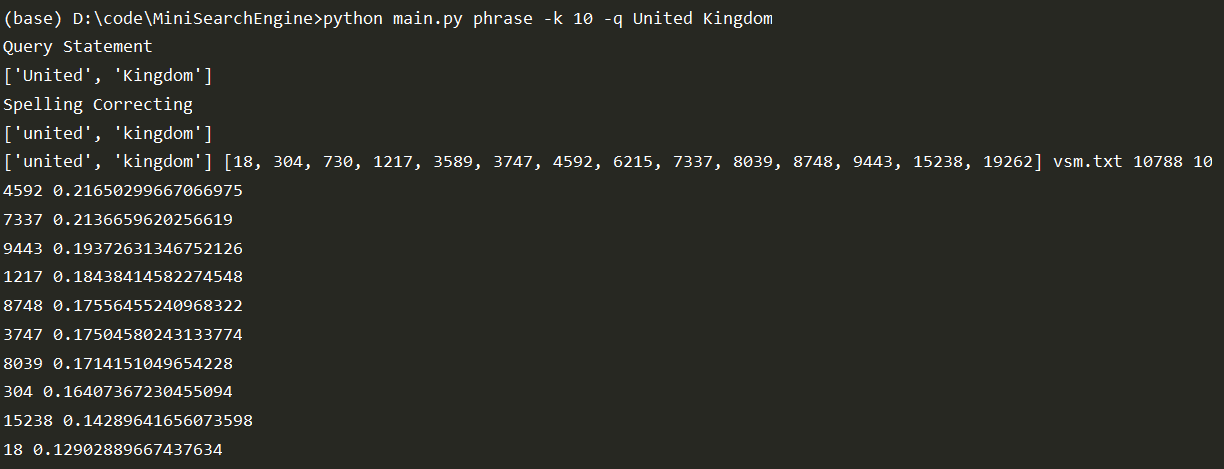 (base) D:\code\MiniSearchEngine>python main.py phrase -k 10 -q United Kingdom
Query Statement
['United', 'Kingdom']
Spelling Correcting
['united', 'kingdom']
['united', 'kingdom'] [18, 304, 730, 1217, 3589, 3747, 4592, 6215, 7337, 8039, 8748, 9443, 15238, 19262] vsm.txt 10788 10
4592 0.21650299667066975
7337 0.2136659620256619
9443 0.19372631346752126
1217 0.18438414582274548
8748 0.17556455240968322
3747 0.17504580243133774
8039 0.1714151049654228
304 0.16407367230455094
15238 0.14289641656073598
18 0.12902889667437634